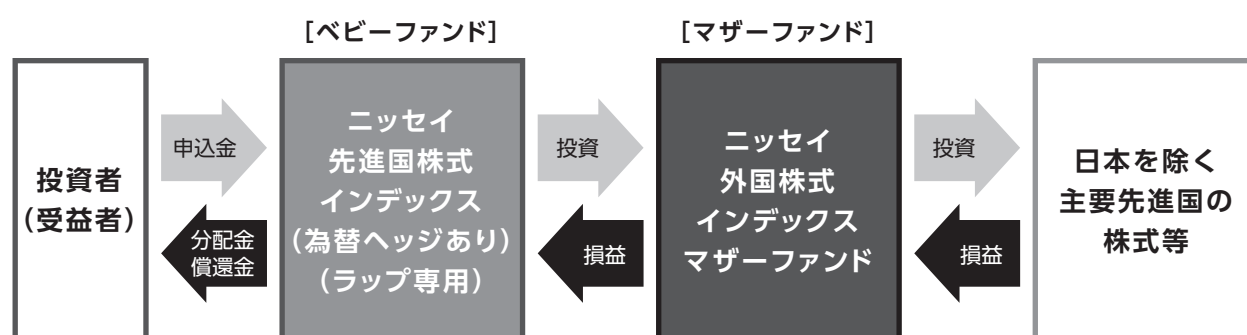 [ベビーファンド]
[マザーファンド]
投資者
(受益者)
申込金
分配金
償還金
ニッセイ
先進国株式
インデックス
(為替ヘッジあり)
(ラップ専用)
投資
損益
ニッセイ
外国株式
インデックス
マザーファンド
投資
損益
日本を除く
主要先進国の
株式等